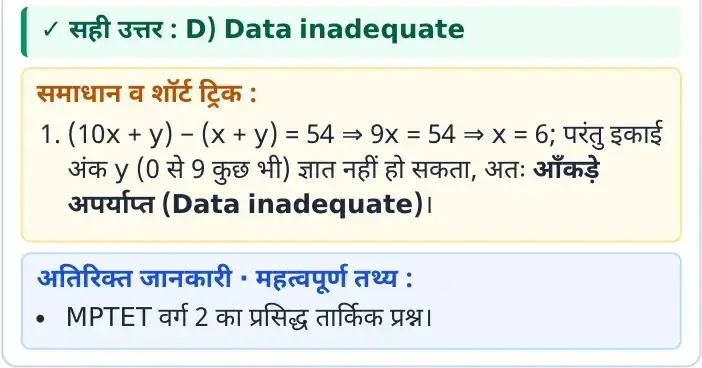 ✓ सही उत्तर : D) Data inadequate
समाधान व शॉर्ट ट्रिक :
1. (10x + y) − (x + y) = 54 ⇒ 9x = 54 ⇒ x = 6; परंतु इकाई
अंक y (0 से 9 कुछ भी) ज्ञात नहीं हो सकता, अतः आँकड़े
अपर्याप्त (Data inadequate)।
अतिरिक्त जानकारी · महत्वपूर्ण तथ्य :
• MPTET वर्ग 2 का प्रसिद्ध तार्किक प्रश्न।